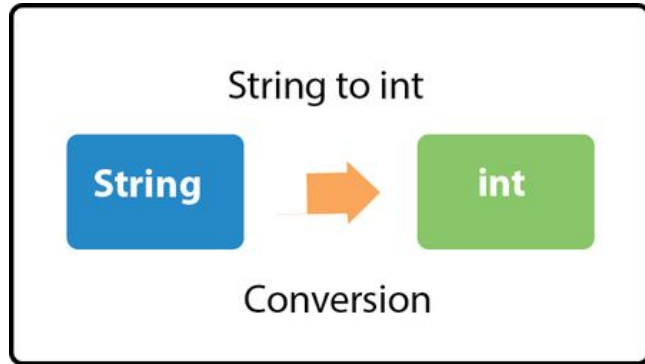 String to int
String
int
Conversion